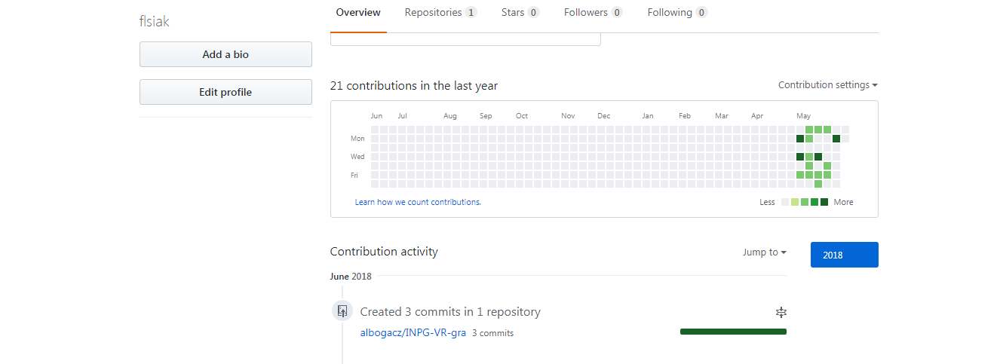 Overview Repositories 1 Stars 0 Followers 0 Following 0
flsiak
Add a bio
Edit profile
21 contributions in the last year Contribution settings
Jun Jul Aug Sep Oct Nov Dec Jan Feb Mar Apr May
Mon
Wed
Fri
Learn how we count contributions. Less More
Contribution activity Jump to 2018
June 2018
Created 3 commits in 1 repository
albogacz/INPG-VR-gra 3 commits